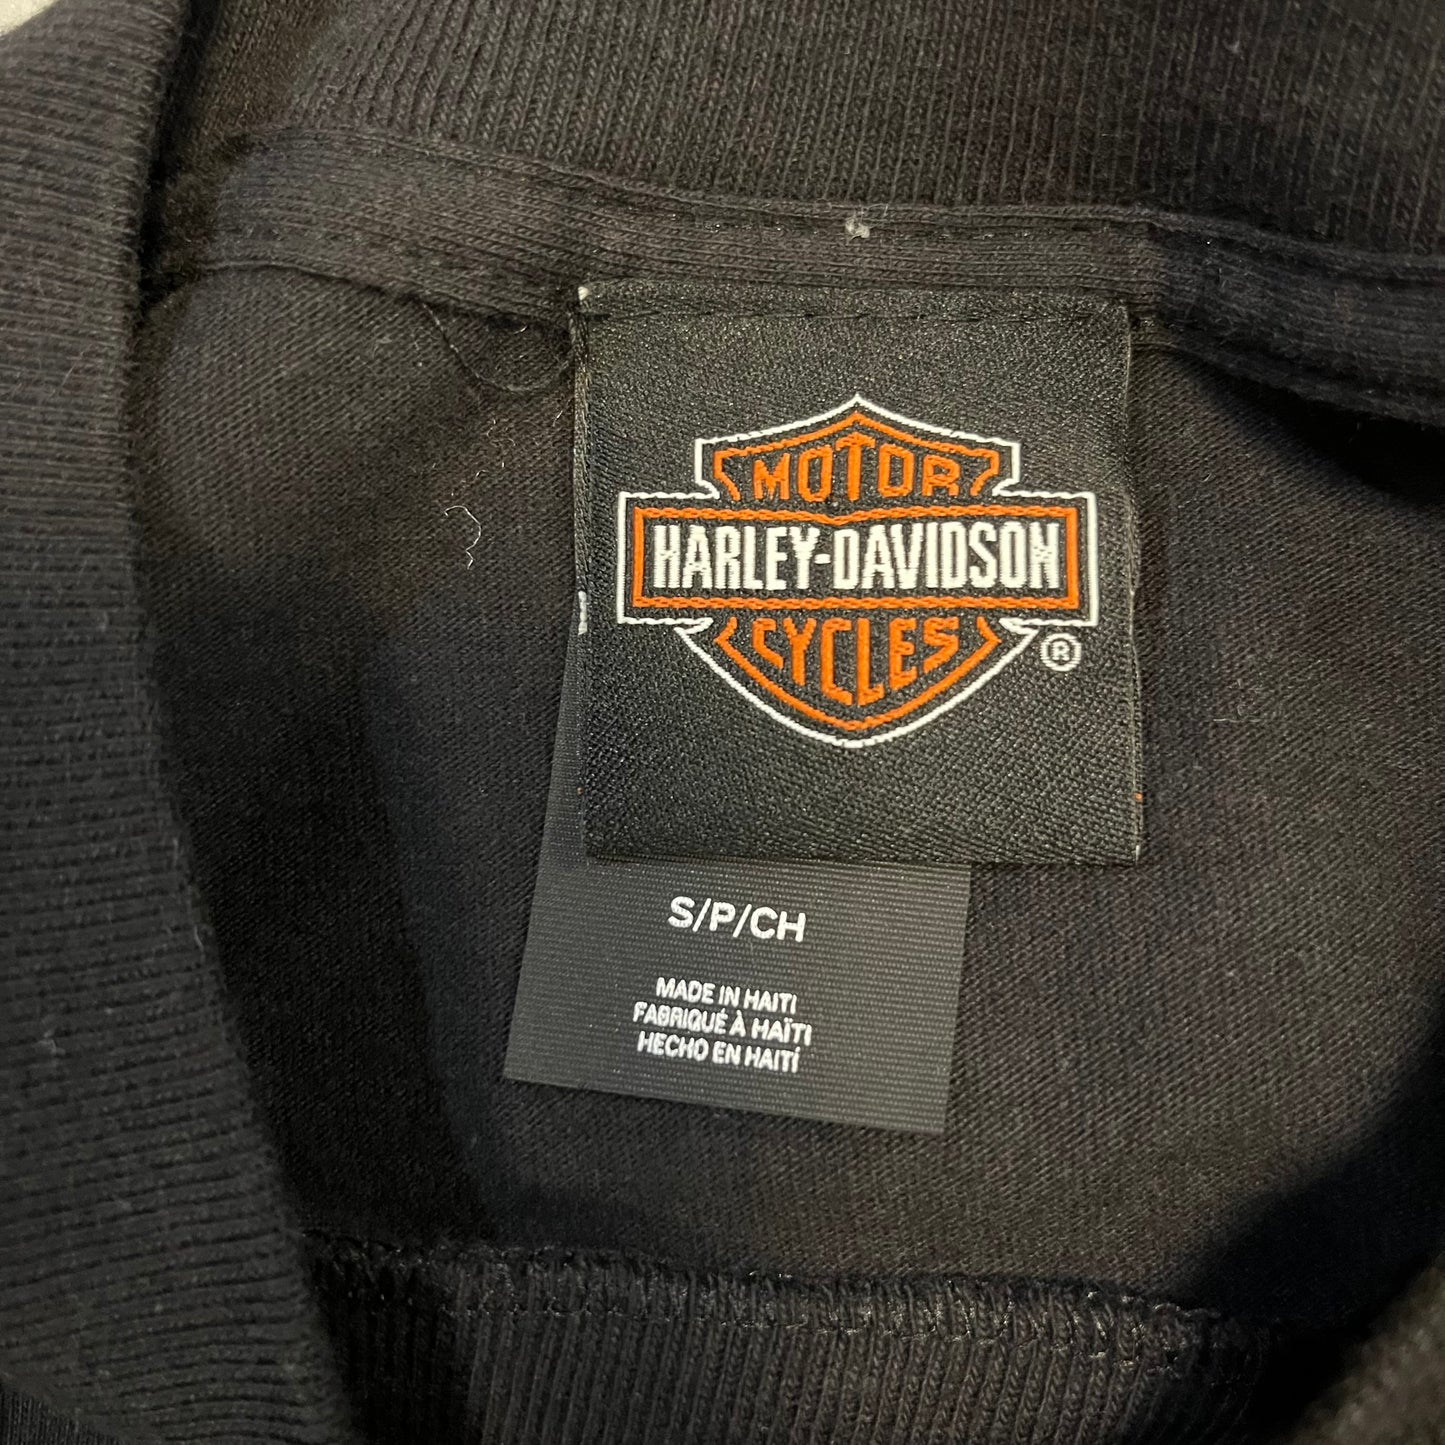 MOTOR
HARLEY-DAVIDSON
CYCLES
®
S/P/CH
MADE IN HAITI
FABRIQUÉ À HAÏTI
HECHO EN HAITÍ